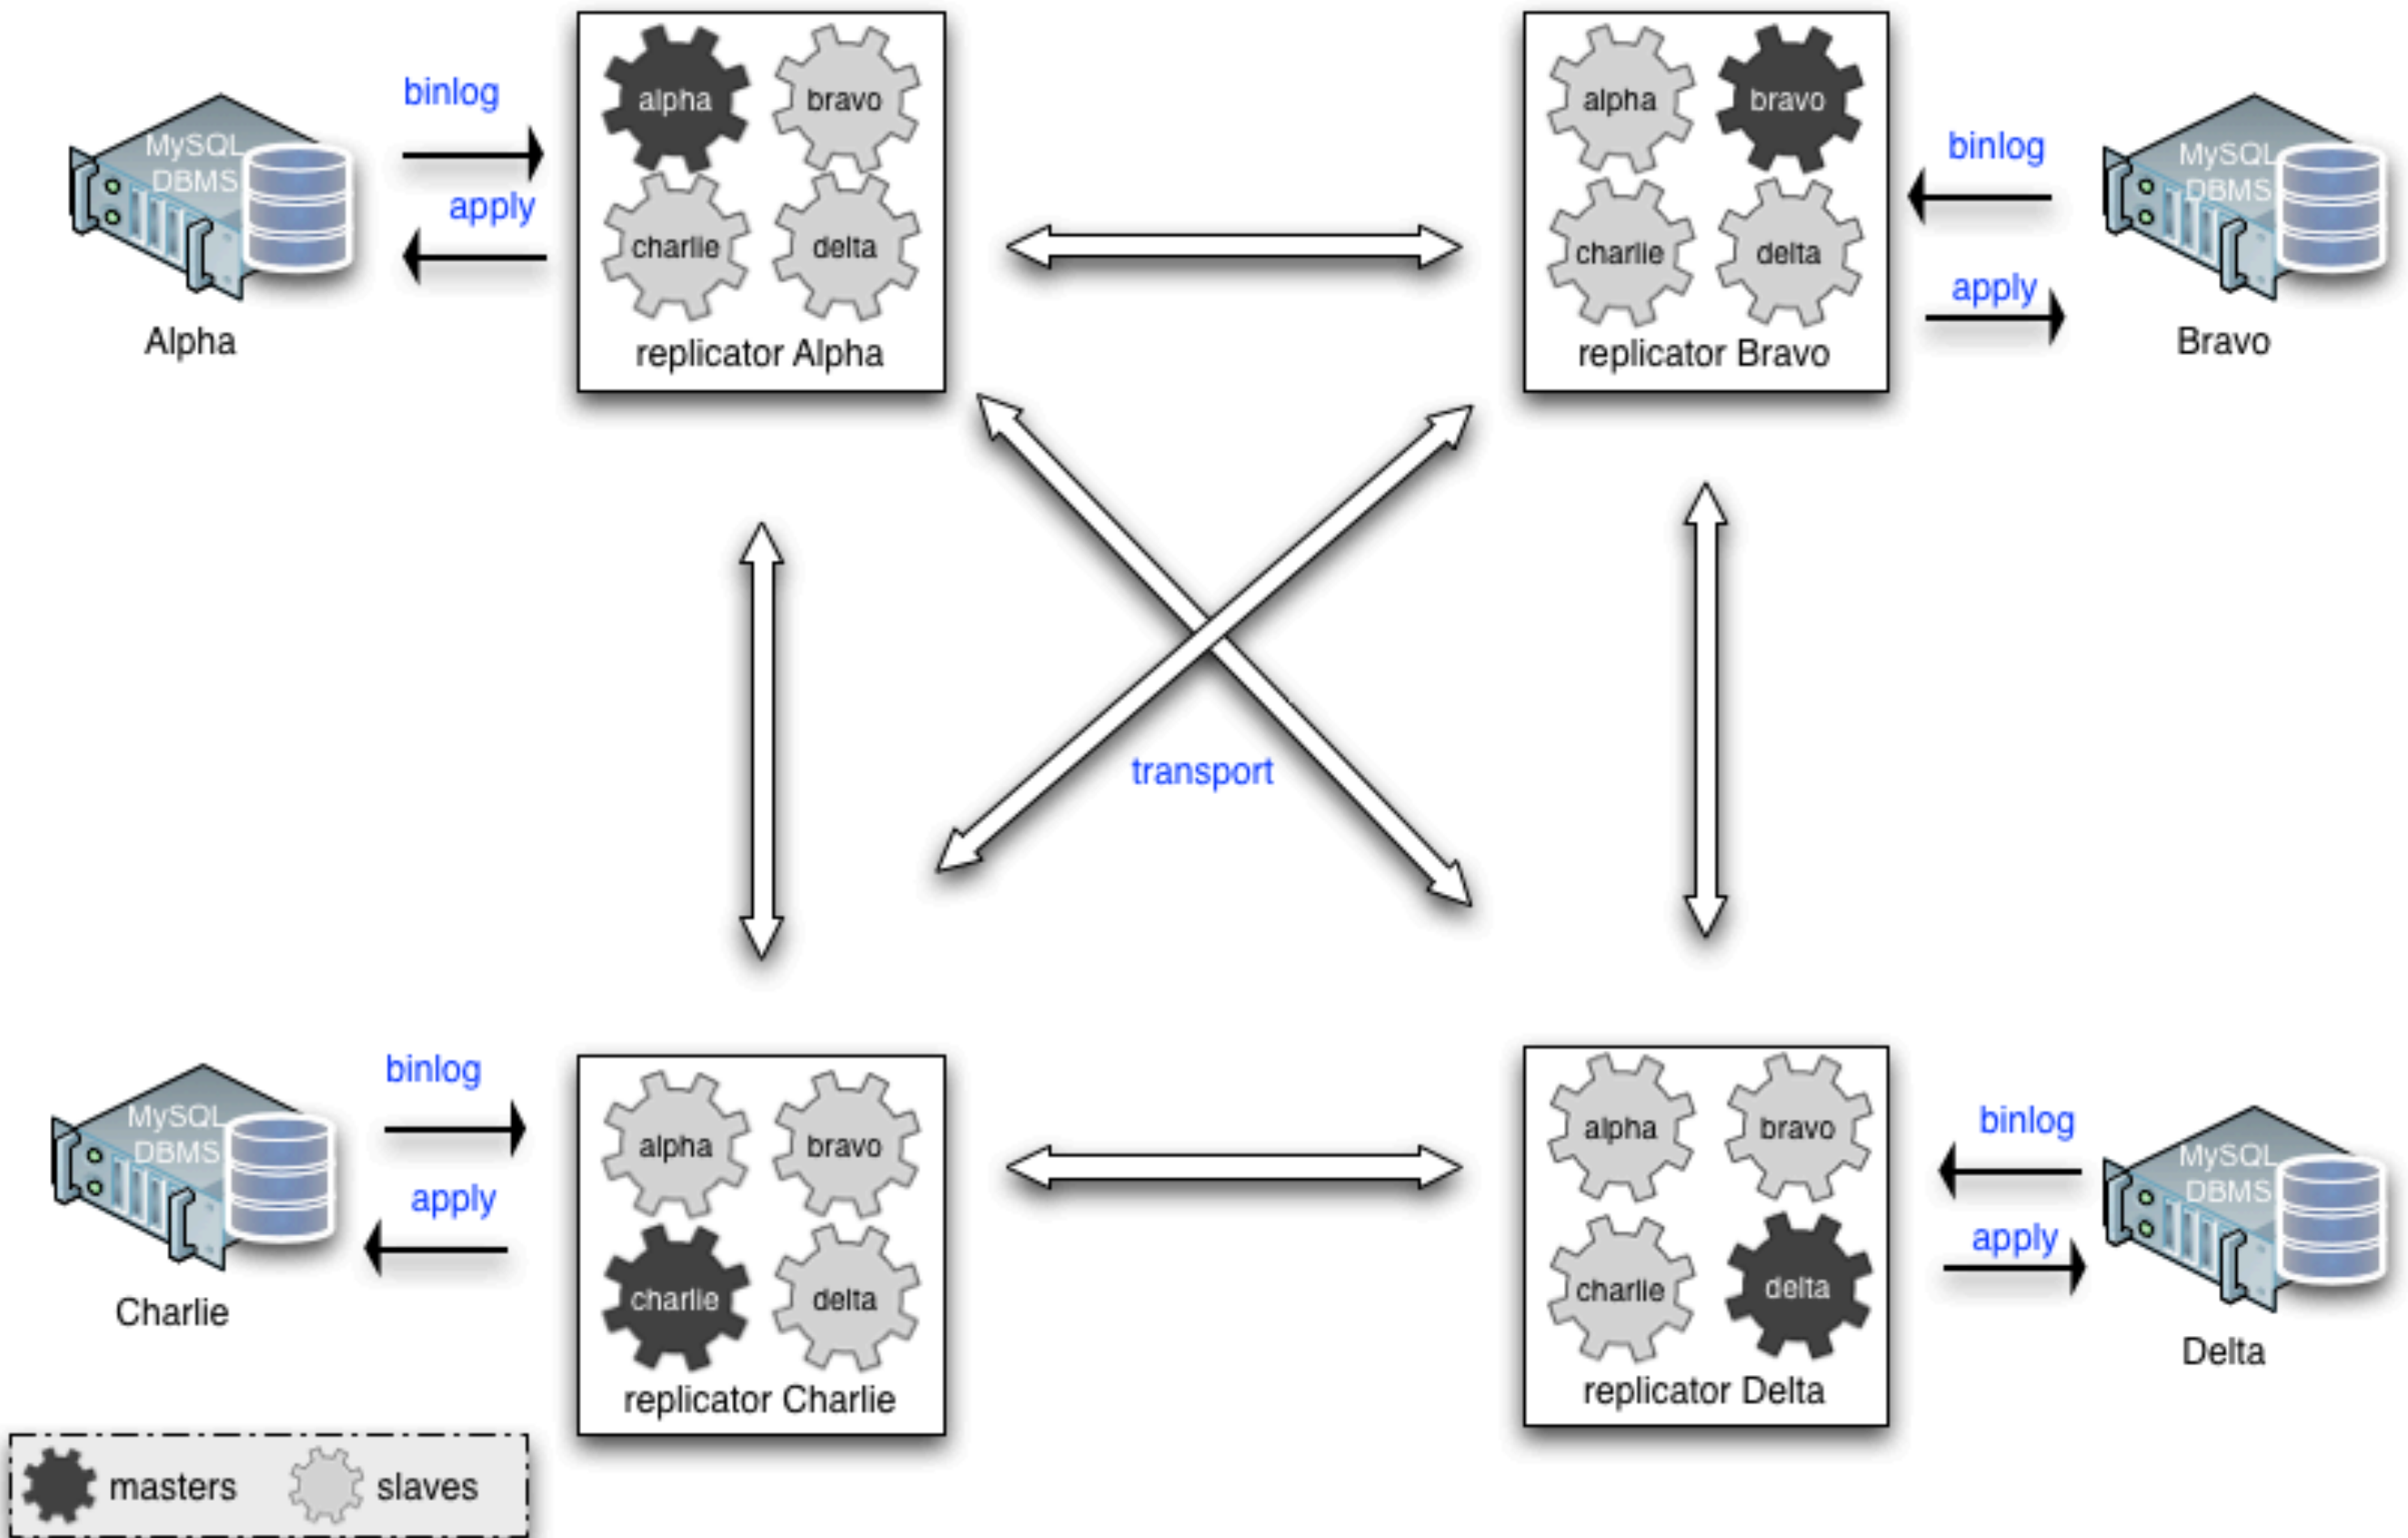 binlog
apply
MySQL
DBMS
Alpha
alpha
bravo
charlie
delta
replicator Alpha
alpha
bravo
charlie
delta
replicator Bravo
binlog
apply
MySQL
DBMS
Bravo
transport
binlog
apply
MySQL
DBMS
Charlie
alpha
bravo
charlie
delta
replicator Charlie
alpha
bravo
charlie
delta
replicator Delta
binlog
apply
MySQL
DBMS
Delta
masters
slaves